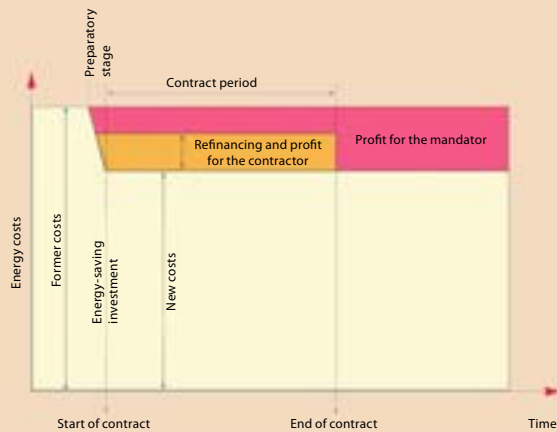 Preparatory
stage
Contract period
Refinancing and profit
for the contractor
Profit for the mandator
Energy costs
Former costs
Energy-saving
investment
New costs
Start of contract
End of contract
Time